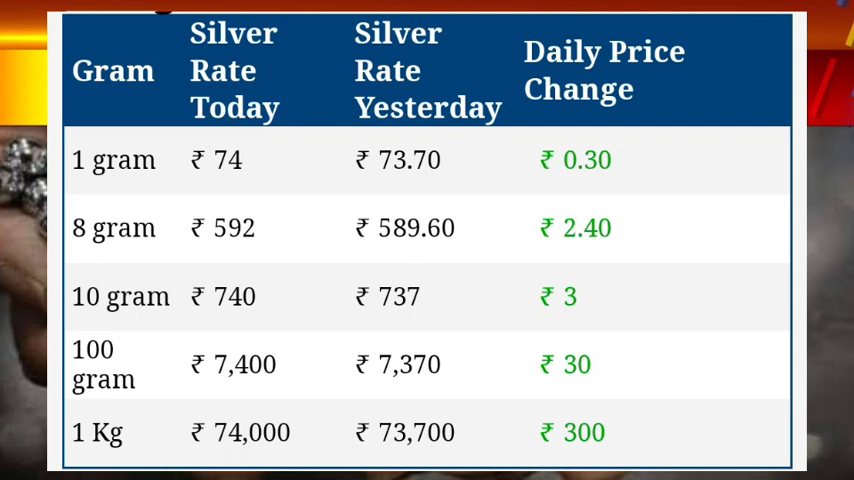 Gram Silver Rate Today Silver Rate Yesterday Daily Price Change
1 gram ₹ 74 ₹ 73.70 ₹ 0.30
8 gram ₹ 592 ₹ 589.60 ₹ 2.40
10 gram ₹ 740 ₹ 737 ₹ 3
100 gram ₹ 7,400 ₹ 7,370 ₹ 30
1 Kg ₹ 74,000 ₹ 73,700 ₹ 300